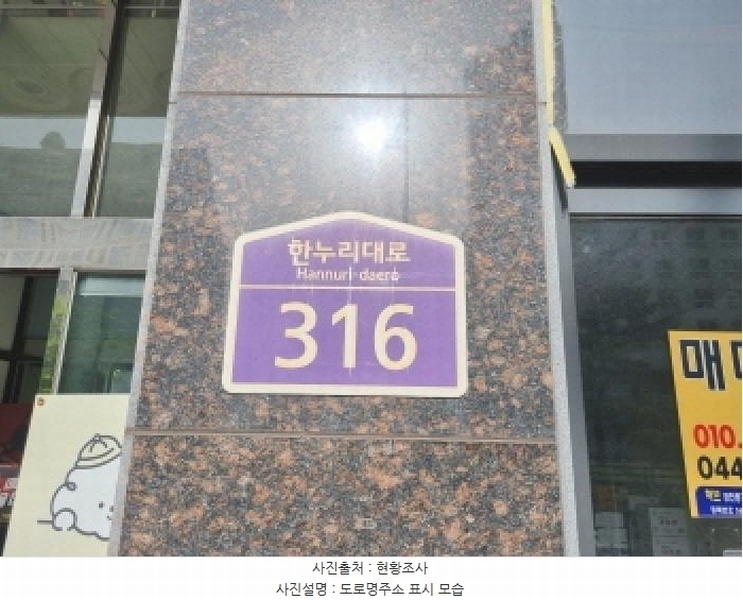 한누리대로
Hannuri-daero
316
매
010.
044
사진출처 : 현황조사
사진설명 : 도로명주소 표시 모습